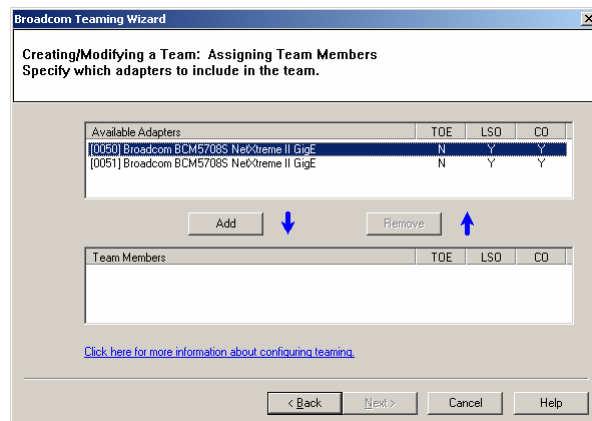 Broadcom Teaming Wizard
Creating/Modifying a Team: Assigning Team Members
Specify which adapters to include in the team.
Available Adapters TOE LSO CO
[0050] Broadcom BCM5708S NetXtreme II GigE N Y Y
[0051] Broadcom BCM5708S NetXtreme II GigE N Y Y
Add Remove
Team Members TOE LSO CO
Click here for more information about configuring teaming.
< Back Next > Cancel Help